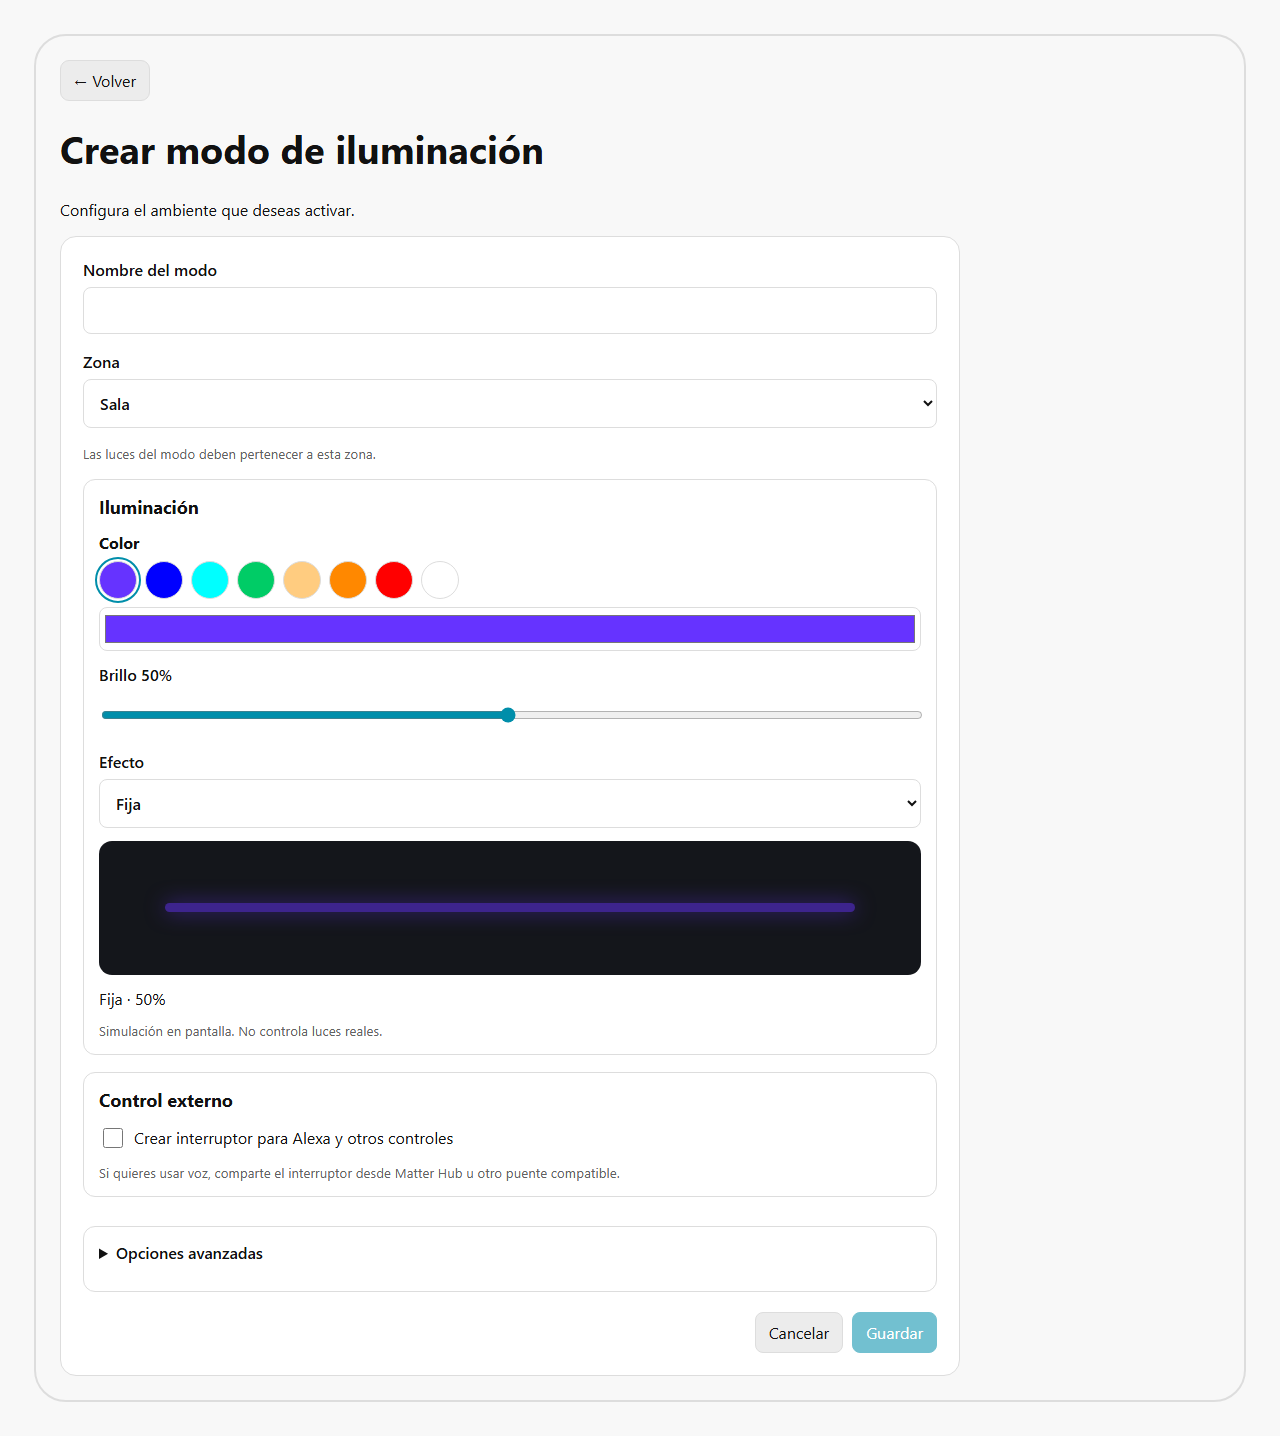 ← Volver
Crear modo de iluminación
Configura el ambiente que deseas activar.
Nombre del modo
Zona
Sala
Las luces del modo deben pertenecer a esta zona.
Iluminación
Color
Brillo 50%
Efecto
Fija
Fija · 50%
Simulación en pantalla. No controla luces reales.
Control externo
Crear interruptor para Alexa y otros controles
Si quieres usar voz, comparte el interruptor desde Matter Hub u otro puente compatible.
Opciones avanzadas
Cancelar
Guardar